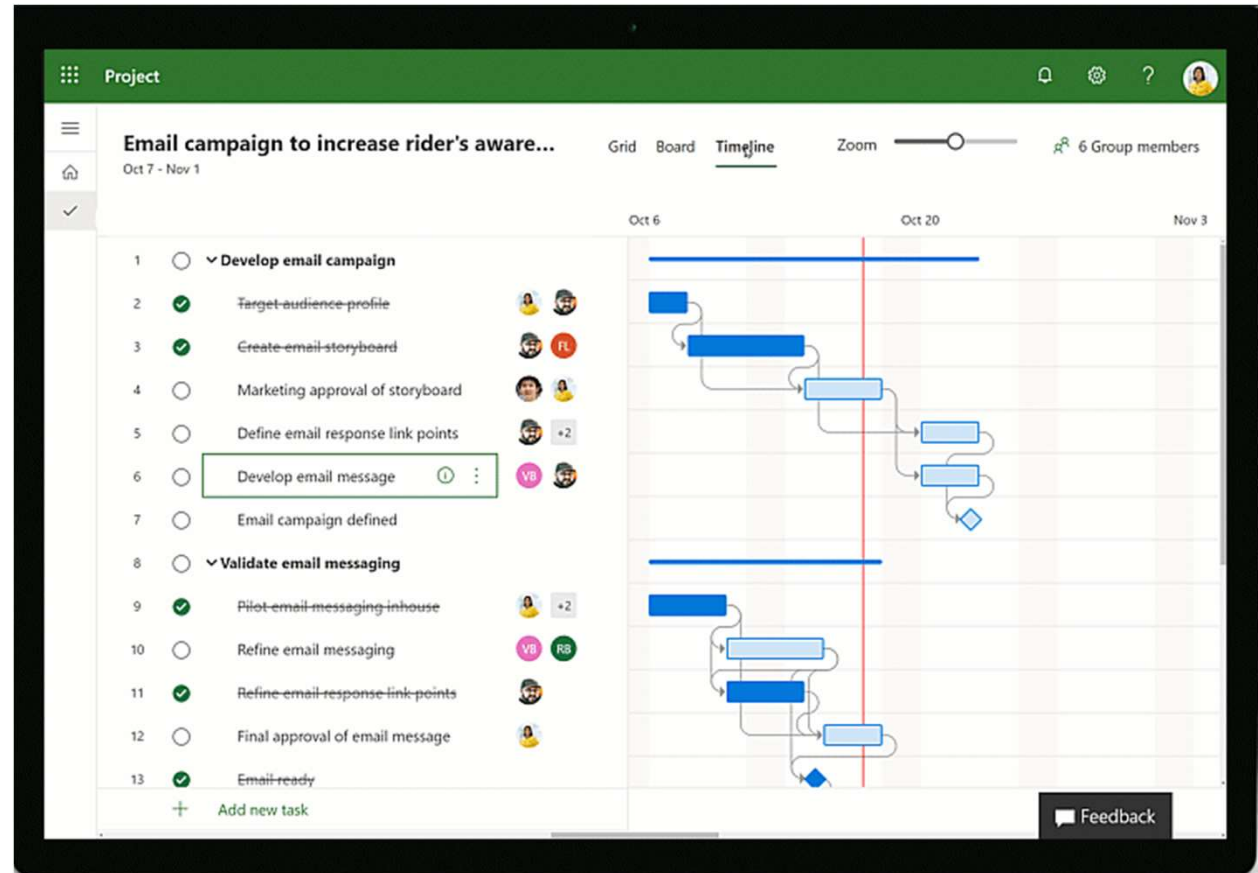 Project
Email campaign to increase rider's aware...
Grid Board Timeline Zoom 6 Group members
Oct 7 - Nov 1
Oct 6 Oct 20 Nov 3
1 Develop email campaign
2 Target audience profile
3 Create email storyboard FL
4 Marketing approval of storyboard
5 Define email response link points +2
6 Develop email message VB
7 Email campaign defined
8 Validate email messaging
9 Pilot email messaging inhouse +2
10 Refine email messaging VB RB
11 Refine email response link points
12 Final approval of email message
13 Email ready
Add new task
Feedback